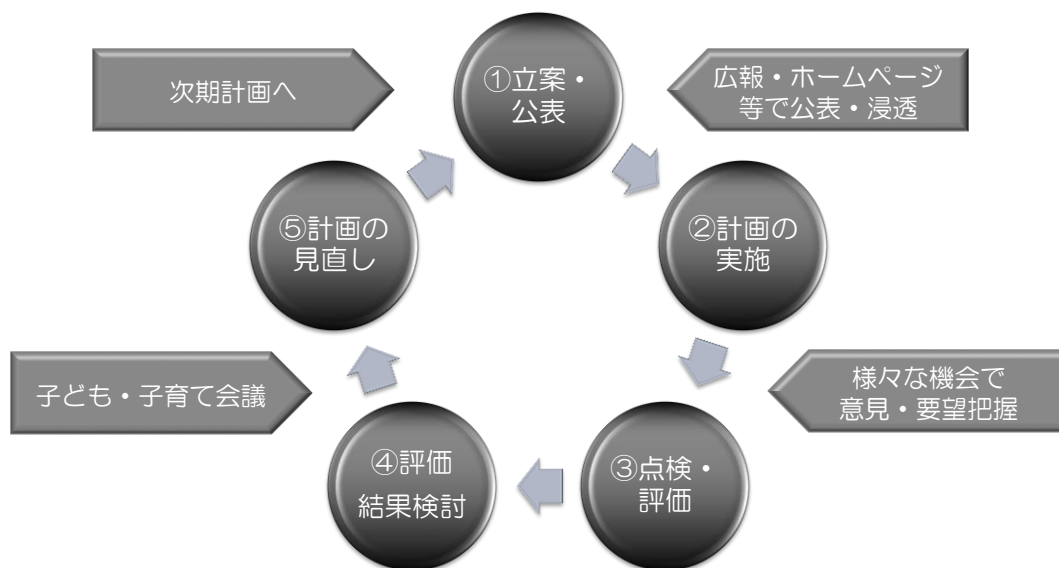 次期計画へ
①立案・
公表
広報・ホームページ
等で公表・浸透
⑤計画の
見直し
②計画の
実施
子ども・子育て会議
様々な機会で
意見・要望把握
④評価
結果検討
③点検・
評価